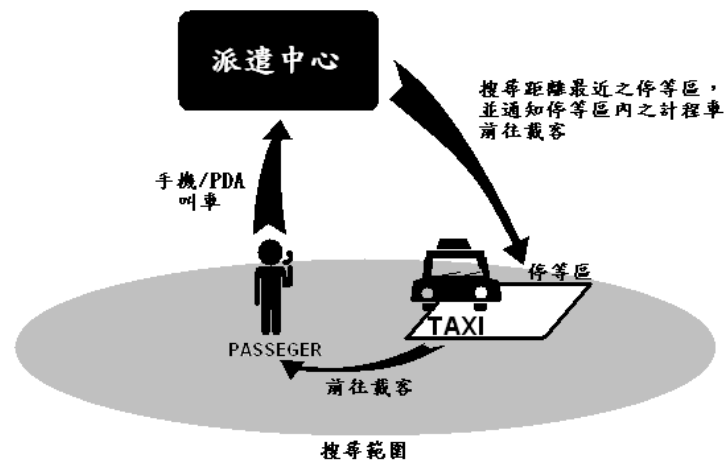 派遣中心
搜尋距離最近之停等區，
並通知停等區內之計程車
前往載客
手機/PDA
叫車
停等區
TAXI
PASSEGER
前往載客
搜尋範圍